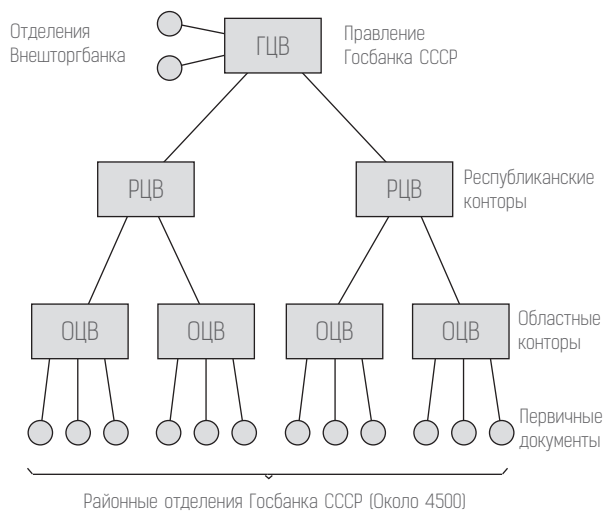 Отделения
Внешторгбанка
ГЦВ
Правление
Госбанка СССР
РЦВ
РЦВ
Республиканские
конторы
ОЦВ
ОЦВ
ОЦВ
ОЦВ
Областные
конторы
Первичные
документы
Районные отделения Госбанка СССР (Около 4500)